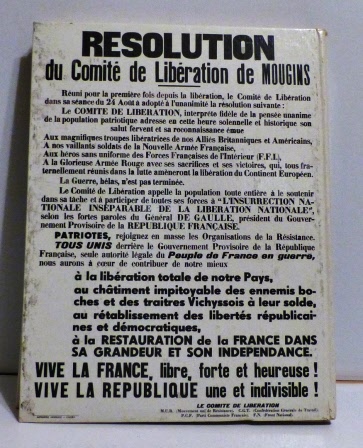 RESOLUTION
du Comité de Libération de MOUGINS
Réuni pour la première fois depuis la libération, le Comité de Libération
dans sa séance du 24 Août a adopté à l'unanimité la résolution suivante :
Le COMITE DE LIBERATION, interprète fidèle de la pensée unanime
de la population patriotique adresse en cette heure solennelle et historique son
salut fervent et sa reconnaissance émue
Aux magnifiques troupes libératrices de nos Alliés Britanniques et Américains,
A nos vaillants soldats de la Nouvelle Armée Française,
Aux héros sans uniforme des Forces Françaises de l'Intérieur (F.F.I.),
A la Glorieuse Armée Rouge avec ses sacrifices et ses victoires, qui, tous fra-
ternellement réunis dans la lutte amèneront la libération du Continent Européen.
La Guerre, hélas, n'est pas terminée.
Le Comité de Libération appelle la population toute entière à le soutenir
dans sa tâche et à participer de toutes ses forces à "L'INSURRECTION NA-
TIONALE INSÉPARABLE DE LA LIBERATION NATIONALE",
selon les fortes paroles du Général DE GAULLE, président du Gouver-
nement Provisoire de la REPUBLIQUE FRANÇAISE.
PATRIOTES, rejoignez en masse les Organisations de la Résistance.
TOUS UNIS derrière le Gouvernement Provisoire de la République
Française, seule autorité légale du Peuple de France en guerre,
nous aurons à cœur de contribuer de notre mieux
à la libération totale de notre Pays,
au châtiment impitoyable des ennemis bo-
ches et des traitres Vichyssois à leur solde,
au rétablissement des libertés républicai-
nes et démocratiques,
à la RESTAURATION de la FRANCE DANS
SA GRANDEUR ET SON INDEPENDANCE.
VIVE LA FRANCE, libre, forte et heureuse !
VIVE LA REPUBLIQUE une et indivisible !
LE COMITE DE LIBERATION